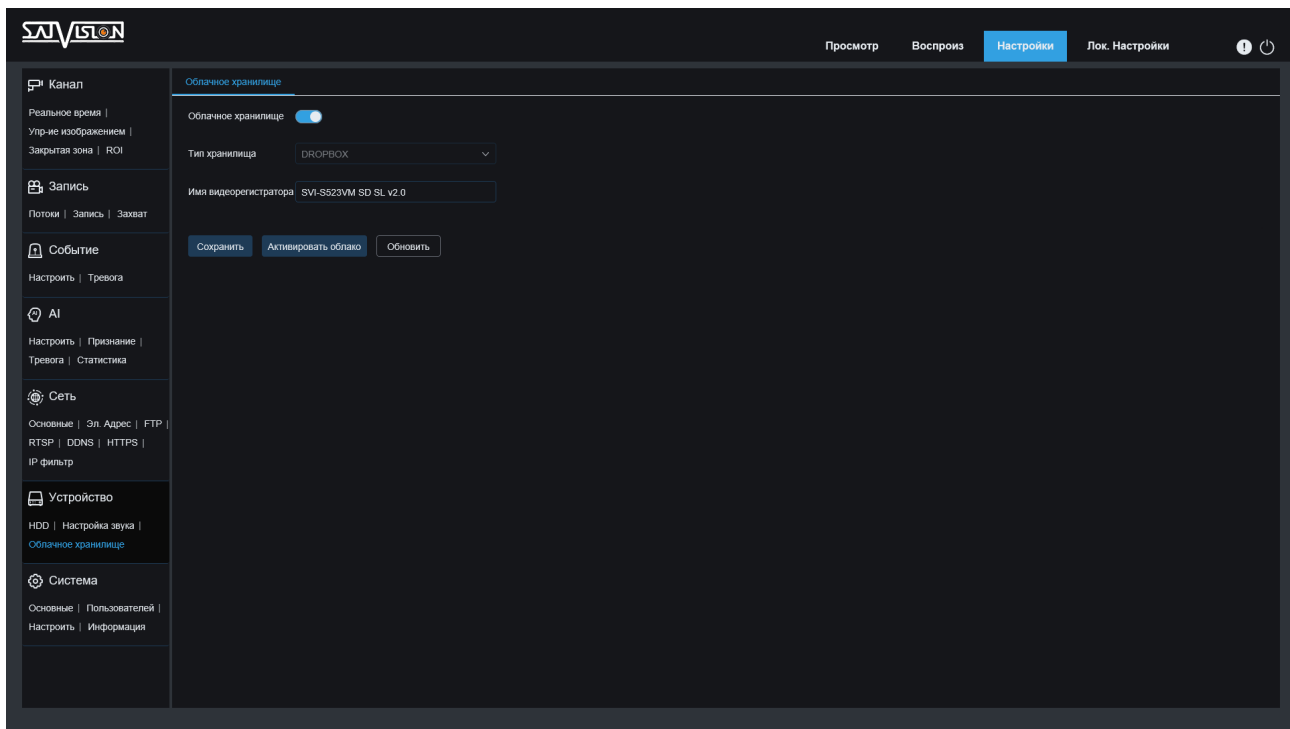 SATVISION
Просмотр Воспроиз Настройки Лок. Настройки
Канал
Реальное время |
Упр-ие изображением |
Закрытая зона | ROI
Запись
Потоки | Запись | Захват
Событие
Настроить | Тревога
AI
Настроить | Признание |
Тревога | Статистика
Сеть
Основные | Эл. Адрес | FTP |
RTSP | DDNS | HTTPS |
IP фильтр
Устройство
HDD | Настройка звука |
Облачное хранилище
Система
Основные | Пользователей |
Настроить | Информация
Облачное хранилище
Облачное хранилище
Тип хранилища DROPBOX
Имя видеорегистратора SVI-S523VM SD SL v2.0
Сохранить Активировать облако Обновить